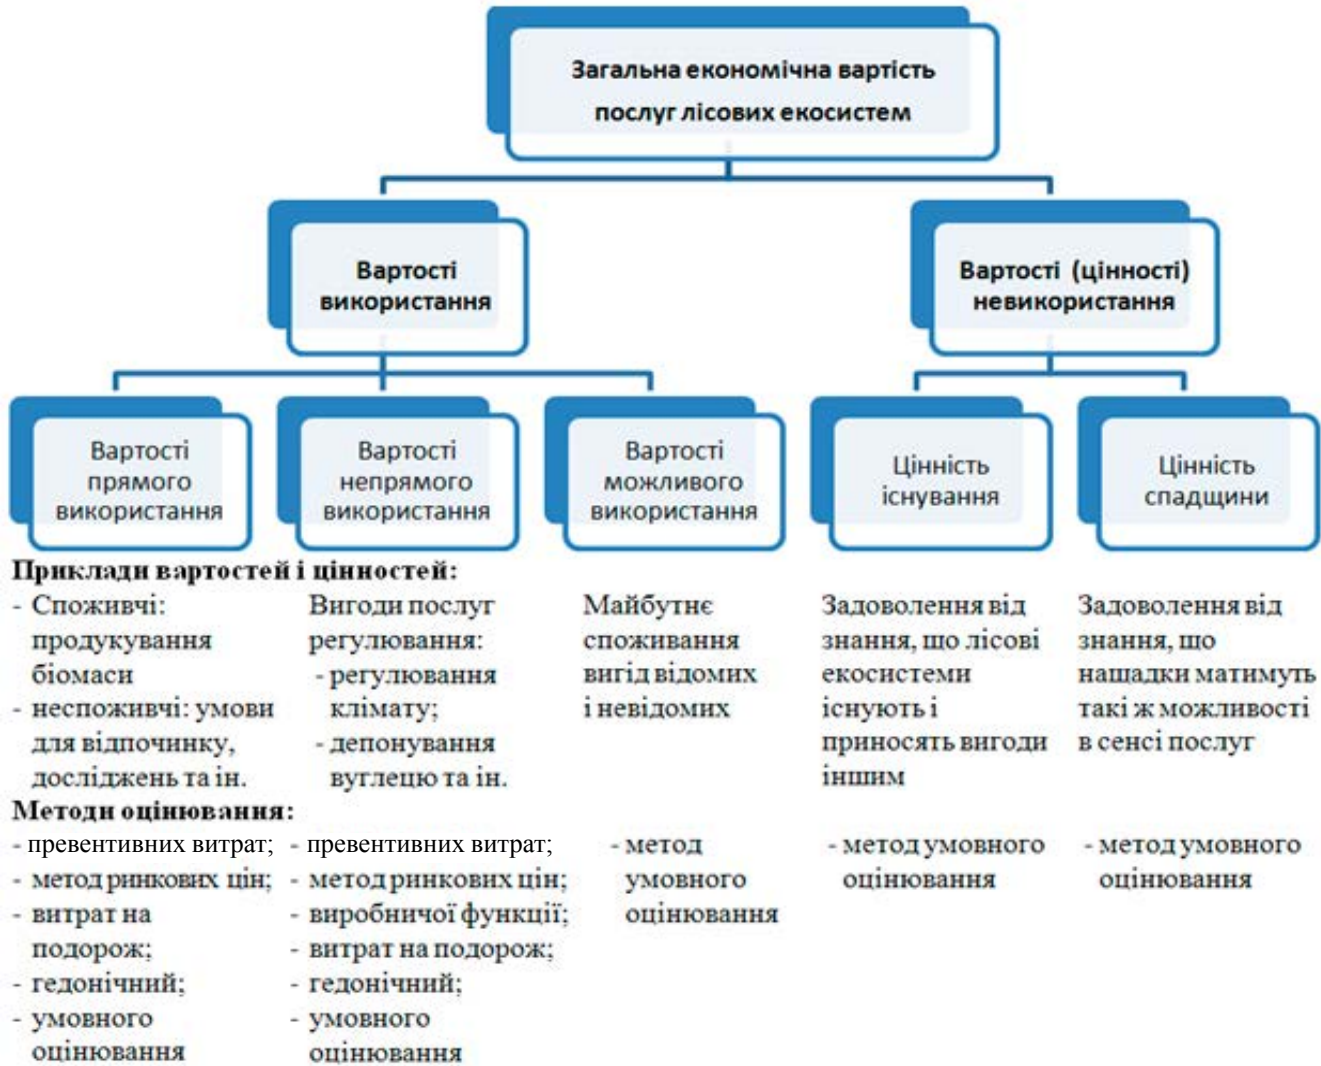 Загальна економічна вартість
послуг лісових екосистем
Вартості
використання
Вартості (цінності)
невикористання
Вартості
прямого
використання
Вартості
непрямого
використання
Вартості
можливого
використання
Цінність
існування
Цінність
спадщини
Приклади вартостей і цінностей:
- Споживчі:
продукування
біомаси
- неспоживчі: умови
для відпочинку,
досліджень та ін.
Вигоди послуг
регулювання:
- регулювання
клімату;
- депонування
вуглецю та ін.
Майбутнє
споживання
вигід відомих
і невідомих
Задоволення від
знання, що лісові
екосистеми
існують і
приносять вигоди
іншим
Задоволення від
знання, що
нащадки матимуть
такі ж можливості
в сенсі послуг
Методи оцінювання:
- превентивних витрат;
- метод ринкових цін;
- витрат на
подорож;
- гедонічний;
- умовного
оцінювання
- превентивних витрат;
- метод ринкових цін;
- виробничої функції;
- витрат на подорож;
- гедонічний;
- умовного
оцінювання
- метод
умовного
оцінювання
- метод умовного
оцінювання
- метод умовного
оцінювання